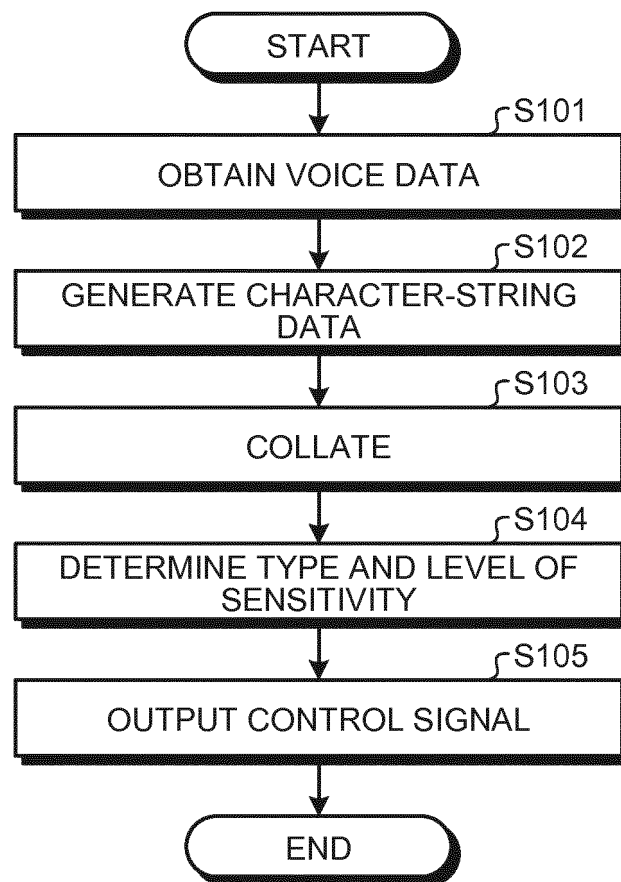 START
S101
OBTAIN VOICE DATA
S102
GENERATE CHARACTER-STRING
DATA
S103
COLLATE
S104
DETERMINE TYPE AND LEVEL OF
SENSITIVITY
S105
OUTPUT CONTROL SIGNAL
END